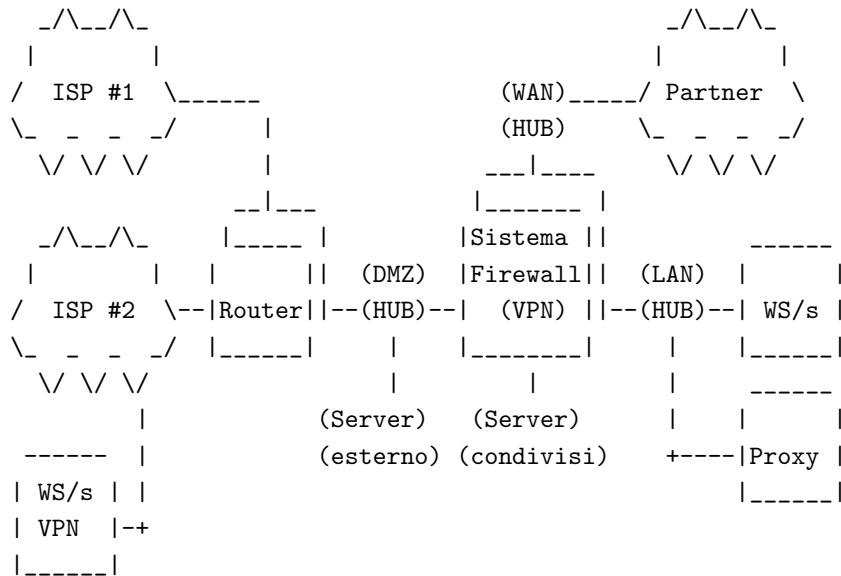 ISP #1 (WAN) Partner
(HUB)
Sistema
(DMZ) Firewall (LAN)
ISP #2 Router (HUB) (VPN) (HUB) WS/s
(Server) (Server)
(esterno) (condivisi) Proxy
WS/s
VPN